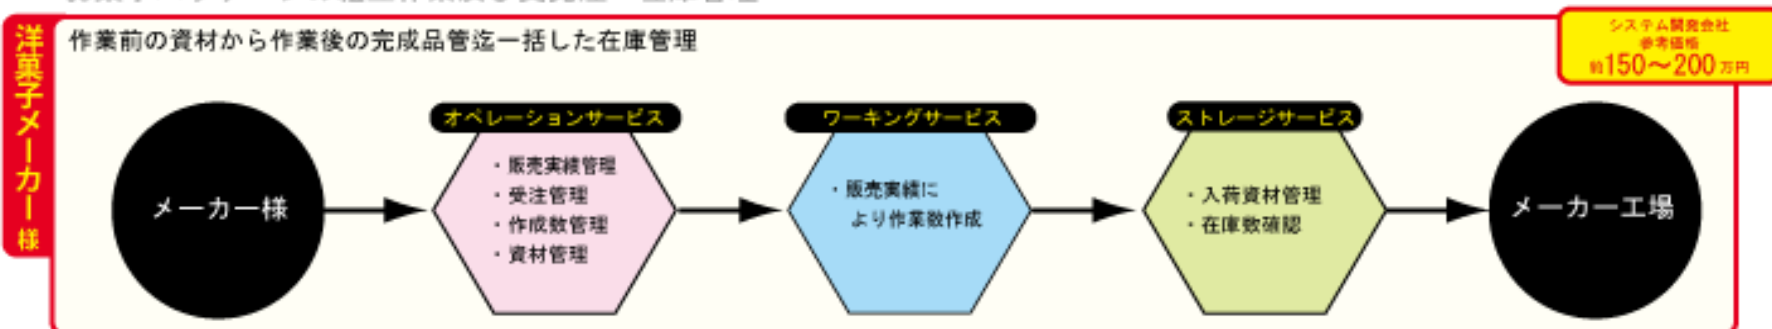 洋菓子メーカー様
作業前の資材から作業後の完成品管迄一括した在庫管理
システム開発会社
参考価格
約150〜200万円
メーカー様
オペレーションサービス
・販売実績管理
・受注管理
・作成数管理
・資材管理
ワーキングサービス
・販売実績に
より作業数作成
ストレージサービス
・入荷資材管理
・在庫数確認
メーカー工場